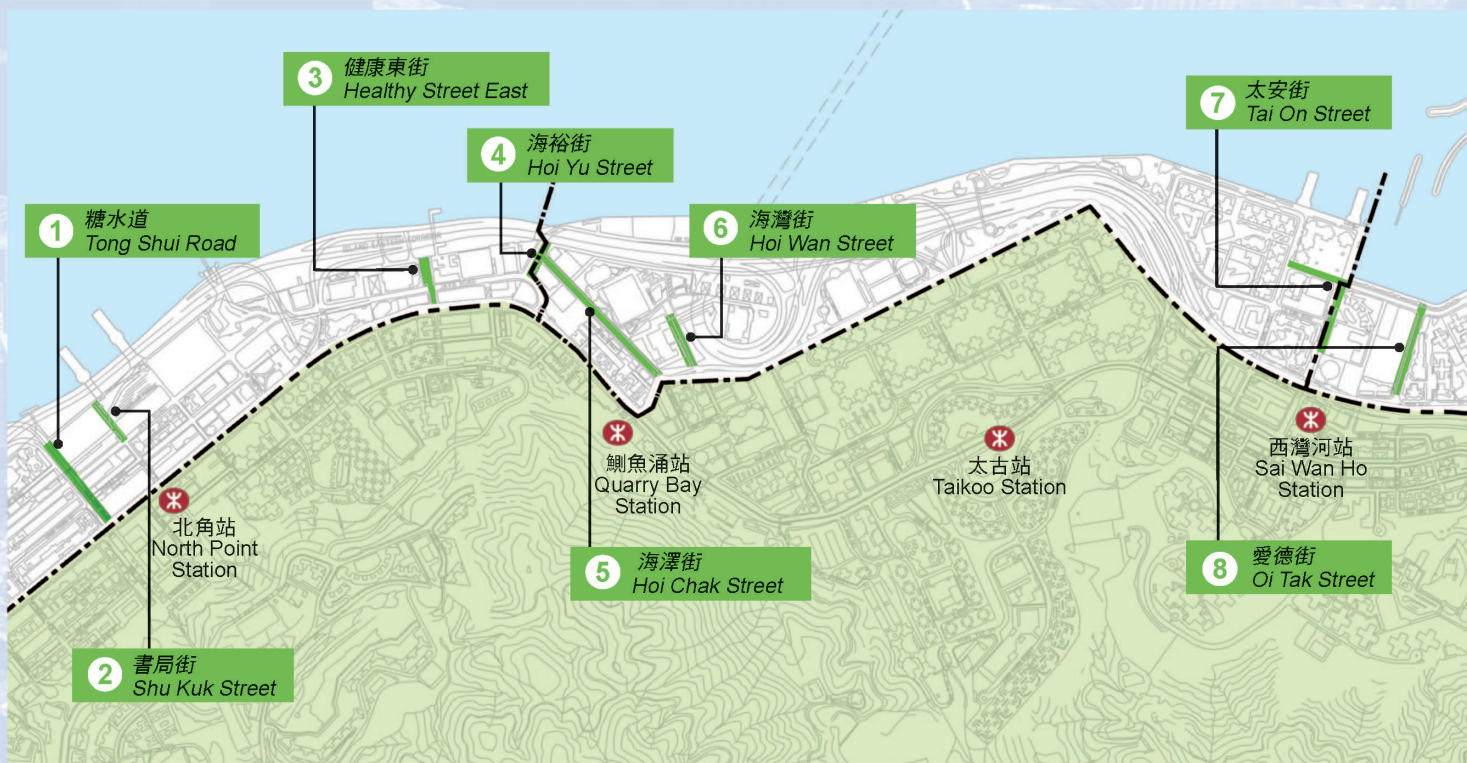 1
糖水道
Tong Shui Road
2
書局街
Shu Kuk Street
3
健康東街
Healthy Street East
4
海裕街
Hoi Yu Street
5
海澤街
Hoi Chak Street
6
海灣街
Hoi Wan Street
7
太安街
Tai On Street
8
愛德街
Oi Tak Street
北角站
North Point
Station
鰂魚涌站
Quarry Bay
Station
太古站
Taikoo Station
西灣河站
Sai Wan Ho
Station
ISLAND EASTERN CORRIDOR